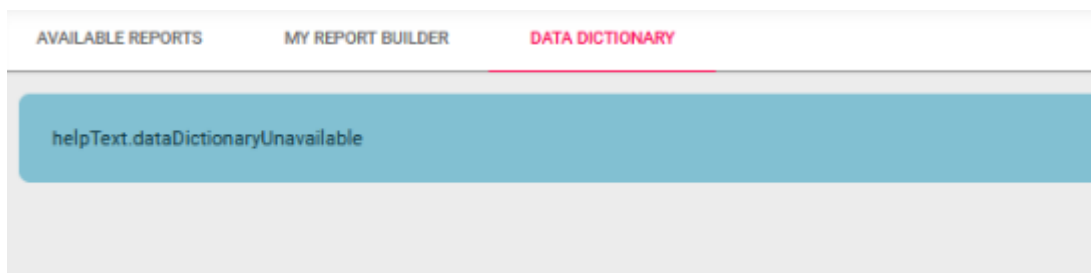 AVAILABLE REPORTS MY REPORT BUILDER DATA DICTIONARY
helpText.dataDictionaryUnavailable